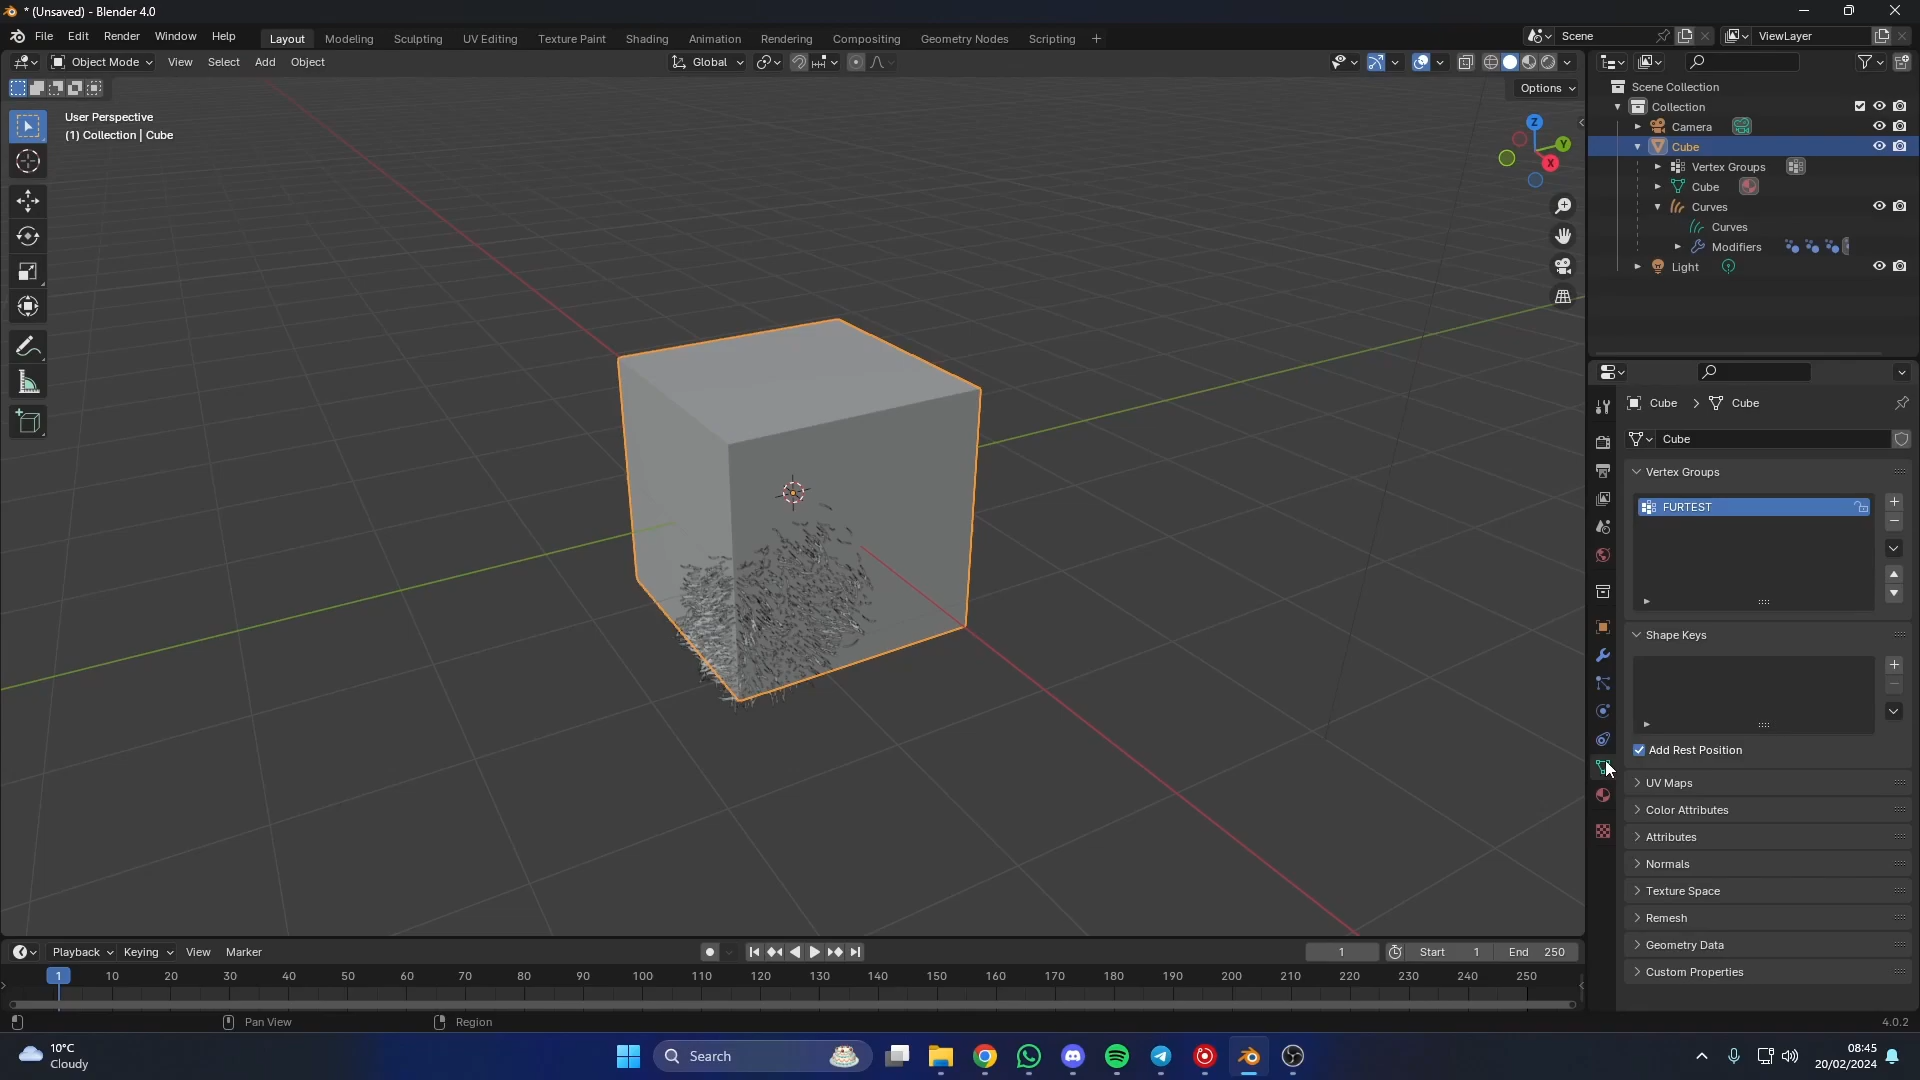 * (Unsaved) - Blender 4.0
File Edit Render Window Help
Layout Modeling Sculpting UV Editing Texture Paint Shading Animation Rendering Compositing Geometry Nodes Scripting +
Scene
ViewLayer
Object Mode View Select Add Object
Global
Options
User Perspective
(1) Collection | Cube
Z
Y
X
Scene Collection
Collection
Camera
Cube
Vertex Groups
Cube
Curves
Curves
Modifiers
Light
Cube > Cube
Cube
Vertex Groups
FURTEST
Shape Keys
Add Rest Position
UV Maps
Color Attributes
Attributes
Normals
Texture Space
Remesh
Geometry Data
Custom Properties
Playback Keying View Marker
1
Start 1 End 250
1 10 20 30 40 50 60 70 80 90 100 110 120 130 140 150 160 170 180 190 200 210 220 230 240 250
Pan View
Region
4.0.2
10°C
Cloudy
Search
08:45
20/02/2024